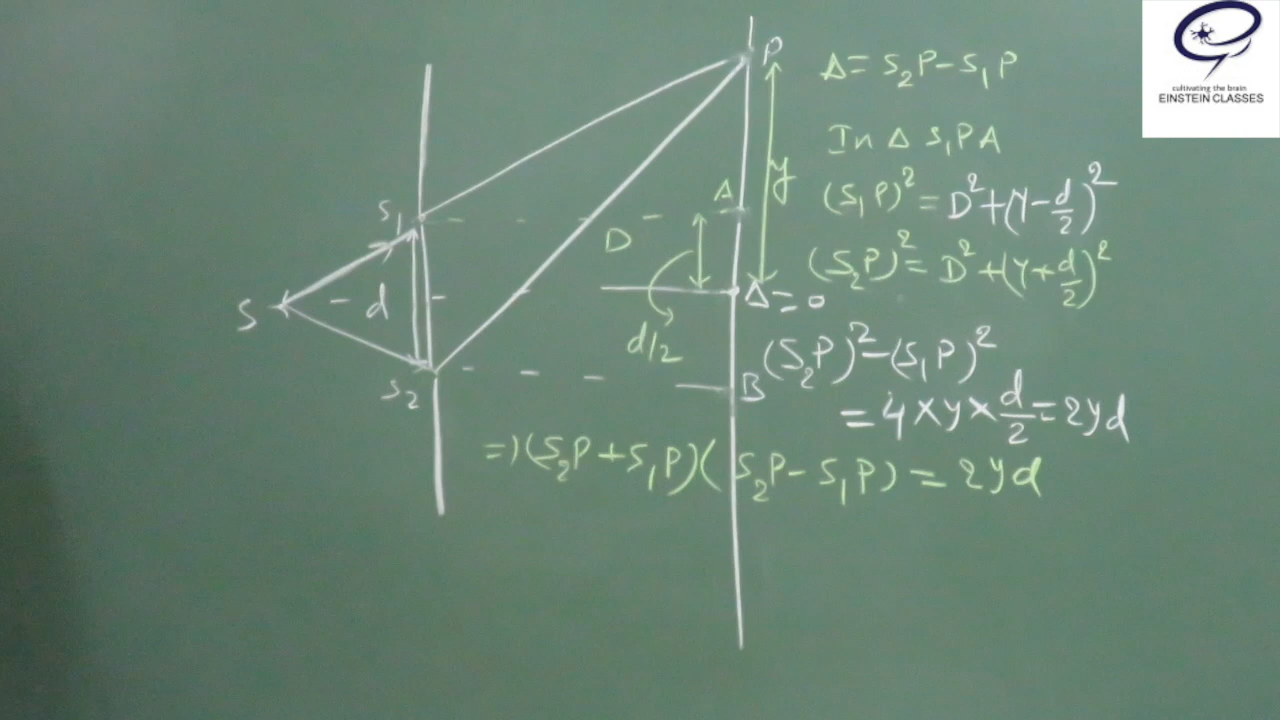 P
Δ = S₂P - S₁P
cultivating the brain
EINSTEIN CLASSES
In Δ S₁PA
y
A
(S₁P)² = D² + (Y - d/2)²
S₁
D
(S₂P)² = D² + (Y + d/2)²
S
d
Δ = 0
d/2
(S₂P)² - (S₁P)²
S₂
B
= 4 × y × d/2 = 2yd
=) (S₂P + S₁P) (S₂P - S₁P) = 2yd